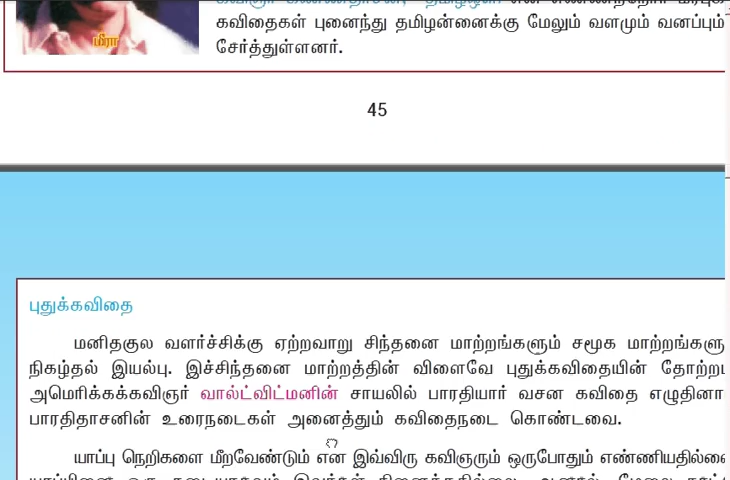 மீரா
கவிதைகள் புனைந்து தமிழன்னைக்கு மேலும் வளமும் வனப்பும்
சேர்த்துள்ளனர்.
45
புதுக்கவிதை
மனிதகுல வளர்ச்சிக்கு ஏற்றவாறு சிந்தனை மாற்றங்களும் சமூக மாற்றங்களு
நிகழ்தல் இயல்பு. இச்சிந்தனை மாற்றத்தின் விளைவே புதுக்கவிதையின் தோற்ற
அமெரிக்கக்கவிஞர் வால்ட்விட்மனின் சாயலில் பாரதியார் வசன கவிதை எழுதினா
பாரதிதாசனின் உரைநடைகள் அனைத்தும் கவிதைநடை கொண்டவை.
யாப்பு நெறிகளை மீறவேண்டும் என இவ்விரு கவிஞரும் ஒருபோதும் எண்ணியதில்லை